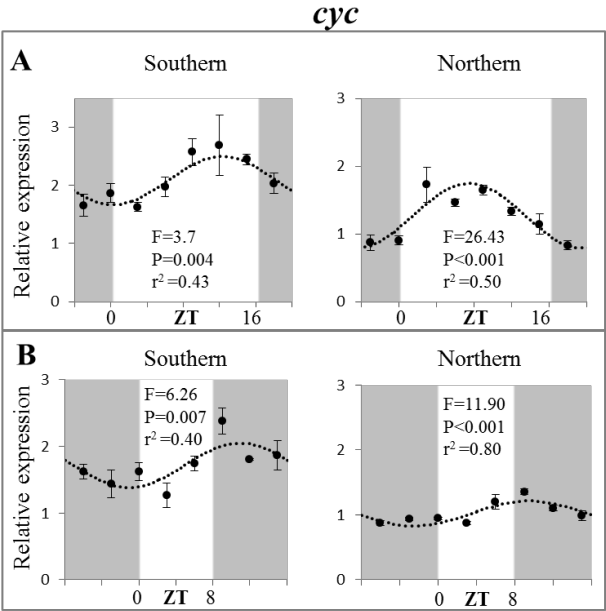 cyc
A
Southern
Northern
Relative expression
3
2
1
0
F=3.7
P=0.004
r²=0.43
0 ZT 16
3
2
1
0
F=26.43
P<0.001
r²=0.50
0 ZT 16
B
Southern
Northern
Relative expression
3
2
1
0
F=6.26
P=0.007
r²=0.40
0 ZT 8
3
2
1
0
F=11.90
P<0.001
r²=0.80
0 ZT 8